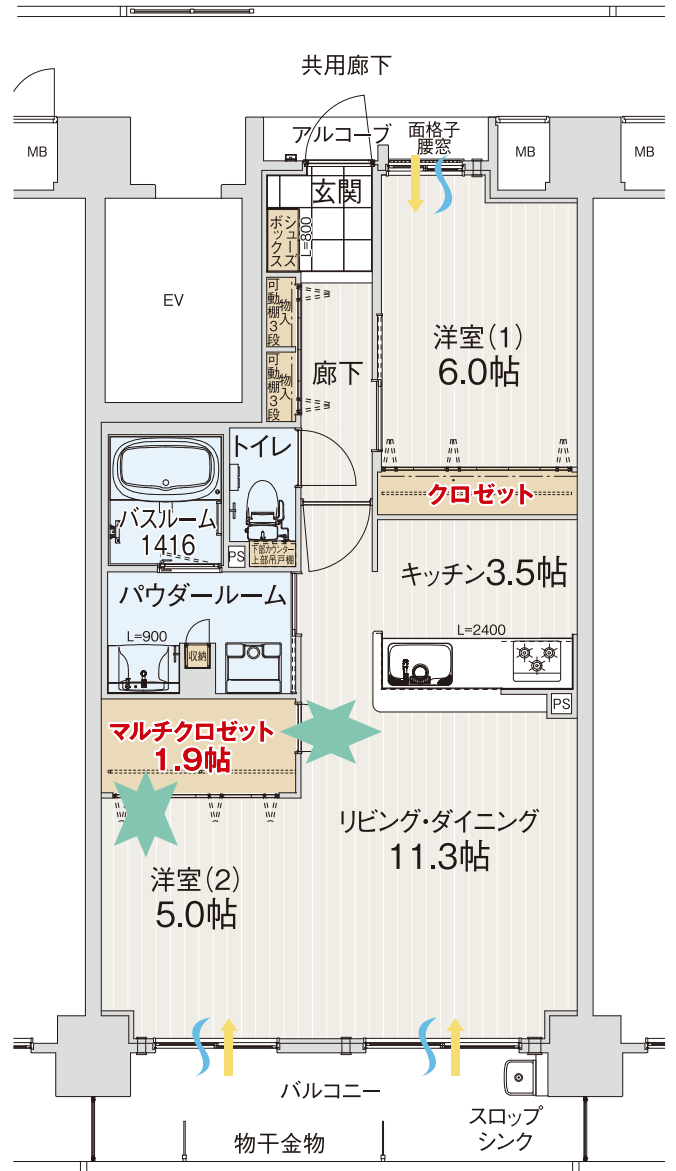 共用廊下
アルコーブ
面格子
腰窓
MB
MB
MB
玄関
シューズ
ボックス
L=800
EV
可動棚3段
物入
可動棚3段
物入
廊下
洋室(1)
6.0帖
クロゼット
トイレ
バスルーム
1416
PS
下部カウンター
上部吊戸棚
キッチン3.5帖
パウダールーム
L=900
収納
L=2400
PS
マルチクロゼット
1.9帖
リビング・ダイニング
11.3帖
洋室(2)
5.0帖
バルコニー
スロップ
シンク
物干金物